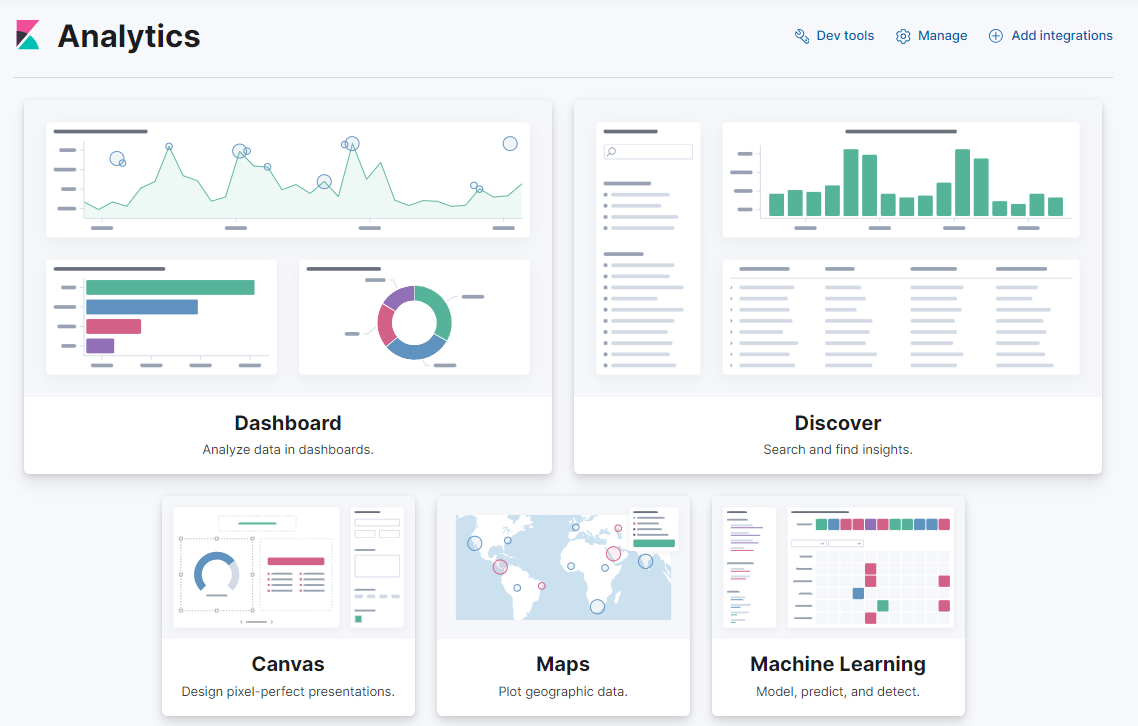 Analytics
Dev tools
Manage
Add integrations
Dashboard
Analyze data in dashboards.
Discover
Search and find insights.
Canvas
Design pixel-perfect presentations.
Maps
Plot geographic data.
Machine Learning
Model, predict, and detect.